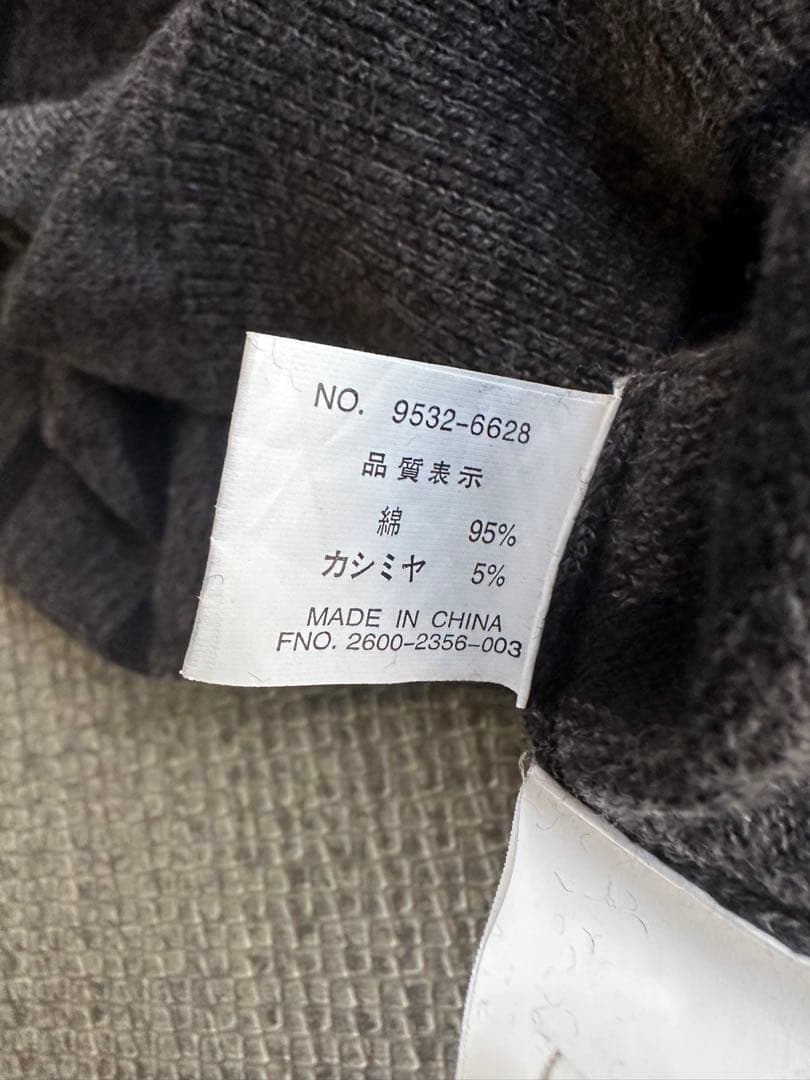 NO. 9532-6628
品質表示
綿 95%
カシミヤ 5%
MADE IN CHINA
FNO. 2600-2356-003